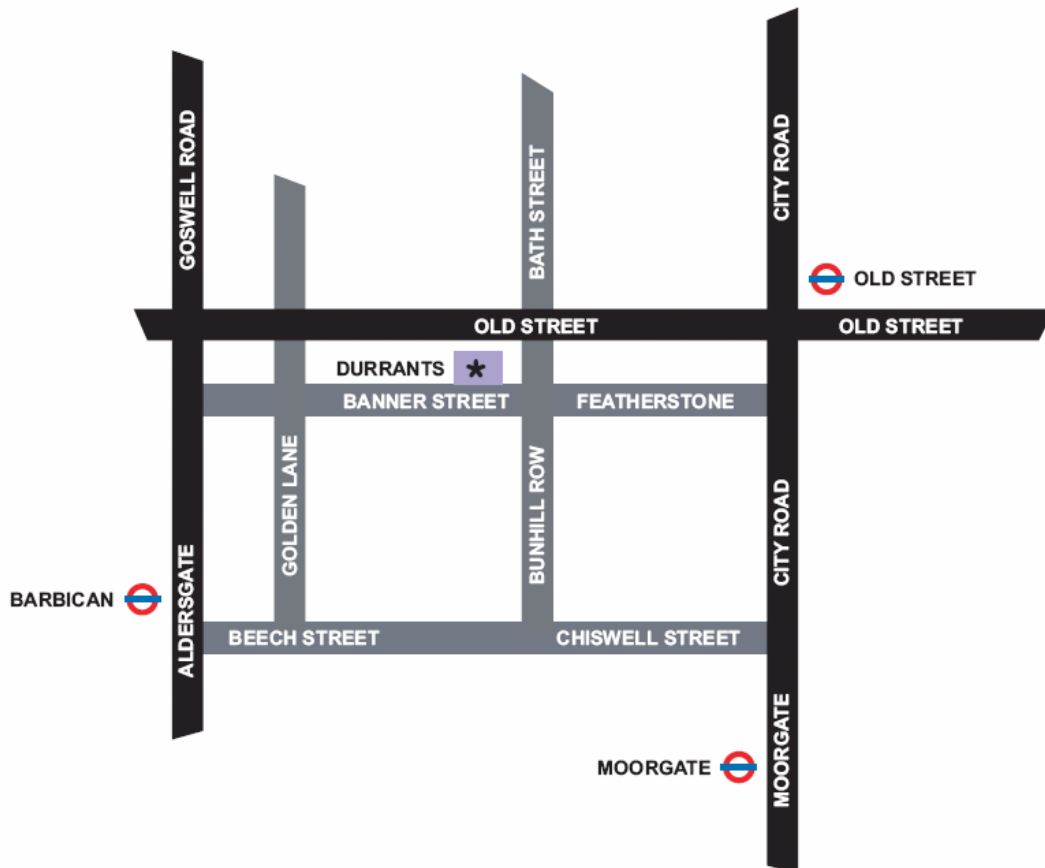 GOSWELL ROAD
BATH STREET
CITY ROAD
OLD STREET
OLD STREET
OLD STREET
DURRANTS *
BANNER STREET
FEATHERSTONE
GOLDEN LANE
BUNHILL ROW
CITY ROAD
BARBICAN
ALDERSGATE
BEECH STREET
CHISWELL STREET
MOORGATE
MOORGATE